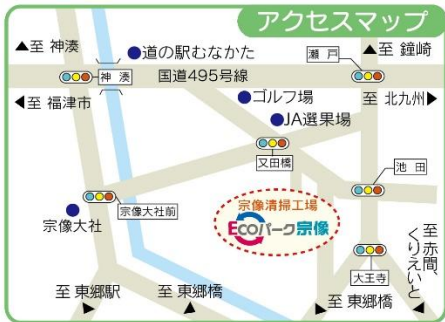 アクセスマップ
▲至 神湊
●道の駅むなかた
瀬戸
▲至 鐘崎
神湊
国道495号線
◀至 福津市
●ゴルフ場
至 北九州▶
●JA選果場
又田橋
池田
宗像大社前
宗像大社
宗像清掃工場
Ecoパーク宗像
至 赤間
くりえいと
大王寺
至 東郷駅
至 東郷橋
至 東郷橋